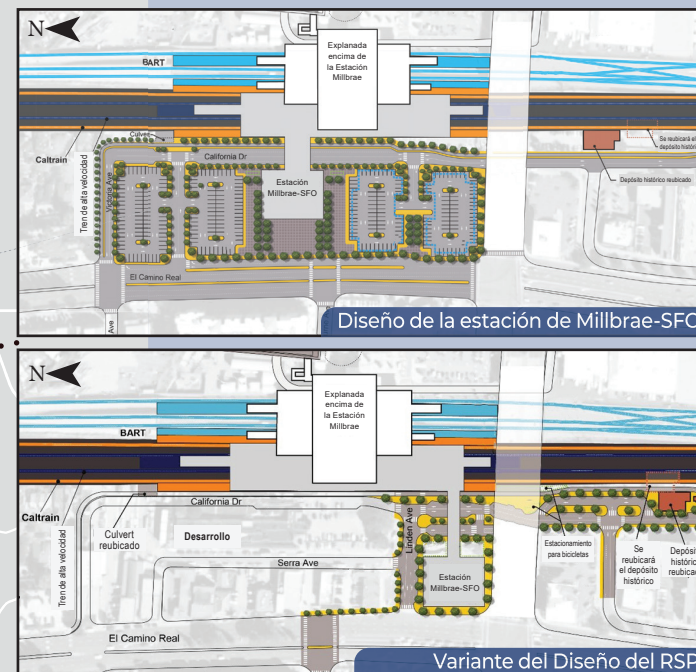 N
Explanada
encima de
la Estación
Millbrae
BART
Culvert
California Dr
Caltrain
Tren de alta velocidad
Victoria Ave
Estación
Millbrae-SFO
Se reubicará el
depósito
Depósito histórico reubicado
El Camino Real
Ave
Diseño de la estación de Millbrae-SFO
N
Explanada
encima de
la Estación
Millbrae
BART
California Dr
Caltrain
Tren de alta velocidad
Culvert
reubicado
Desarrollo
Linden Ave
Serra Ave
Estación
Millbrae-SFO
Estacionamiento
para bicicletas
Se
reubicará
el depósito
histórico
El Camino Real
Variante del Diseño del